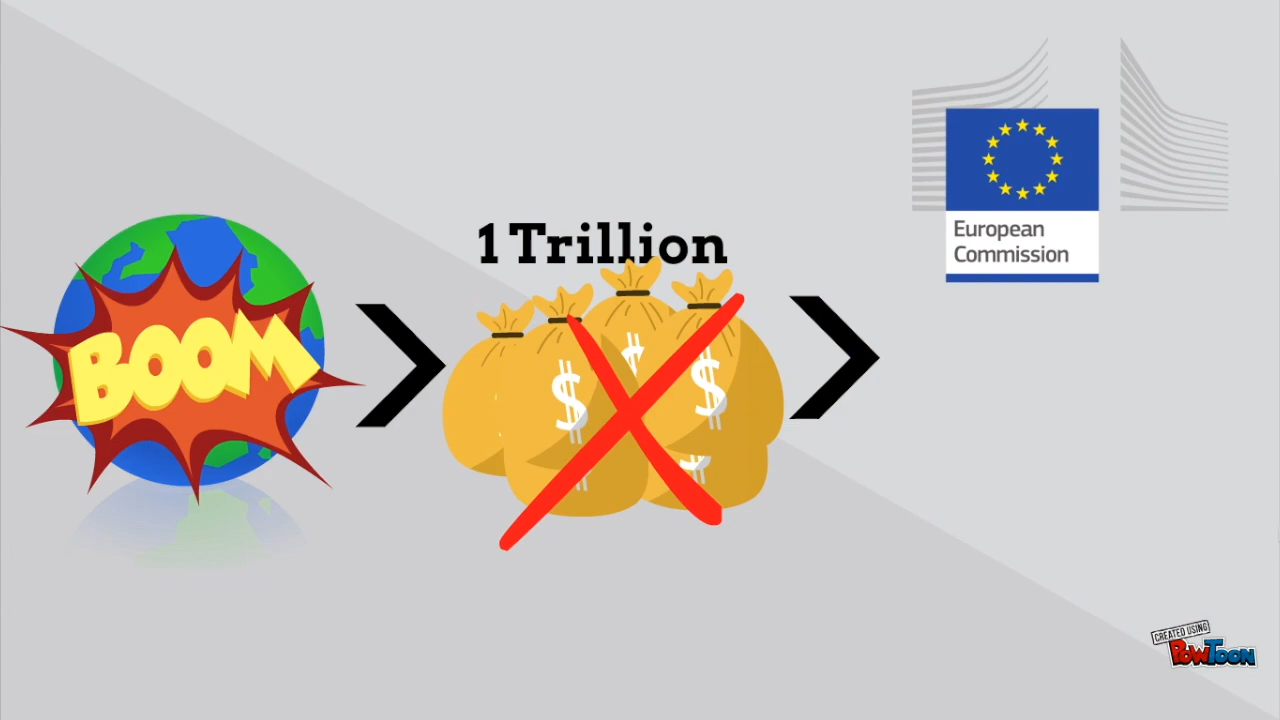 BOOM
1 Trillion
$
$
$
$
European
Commission
CREATED USING
POWTOON